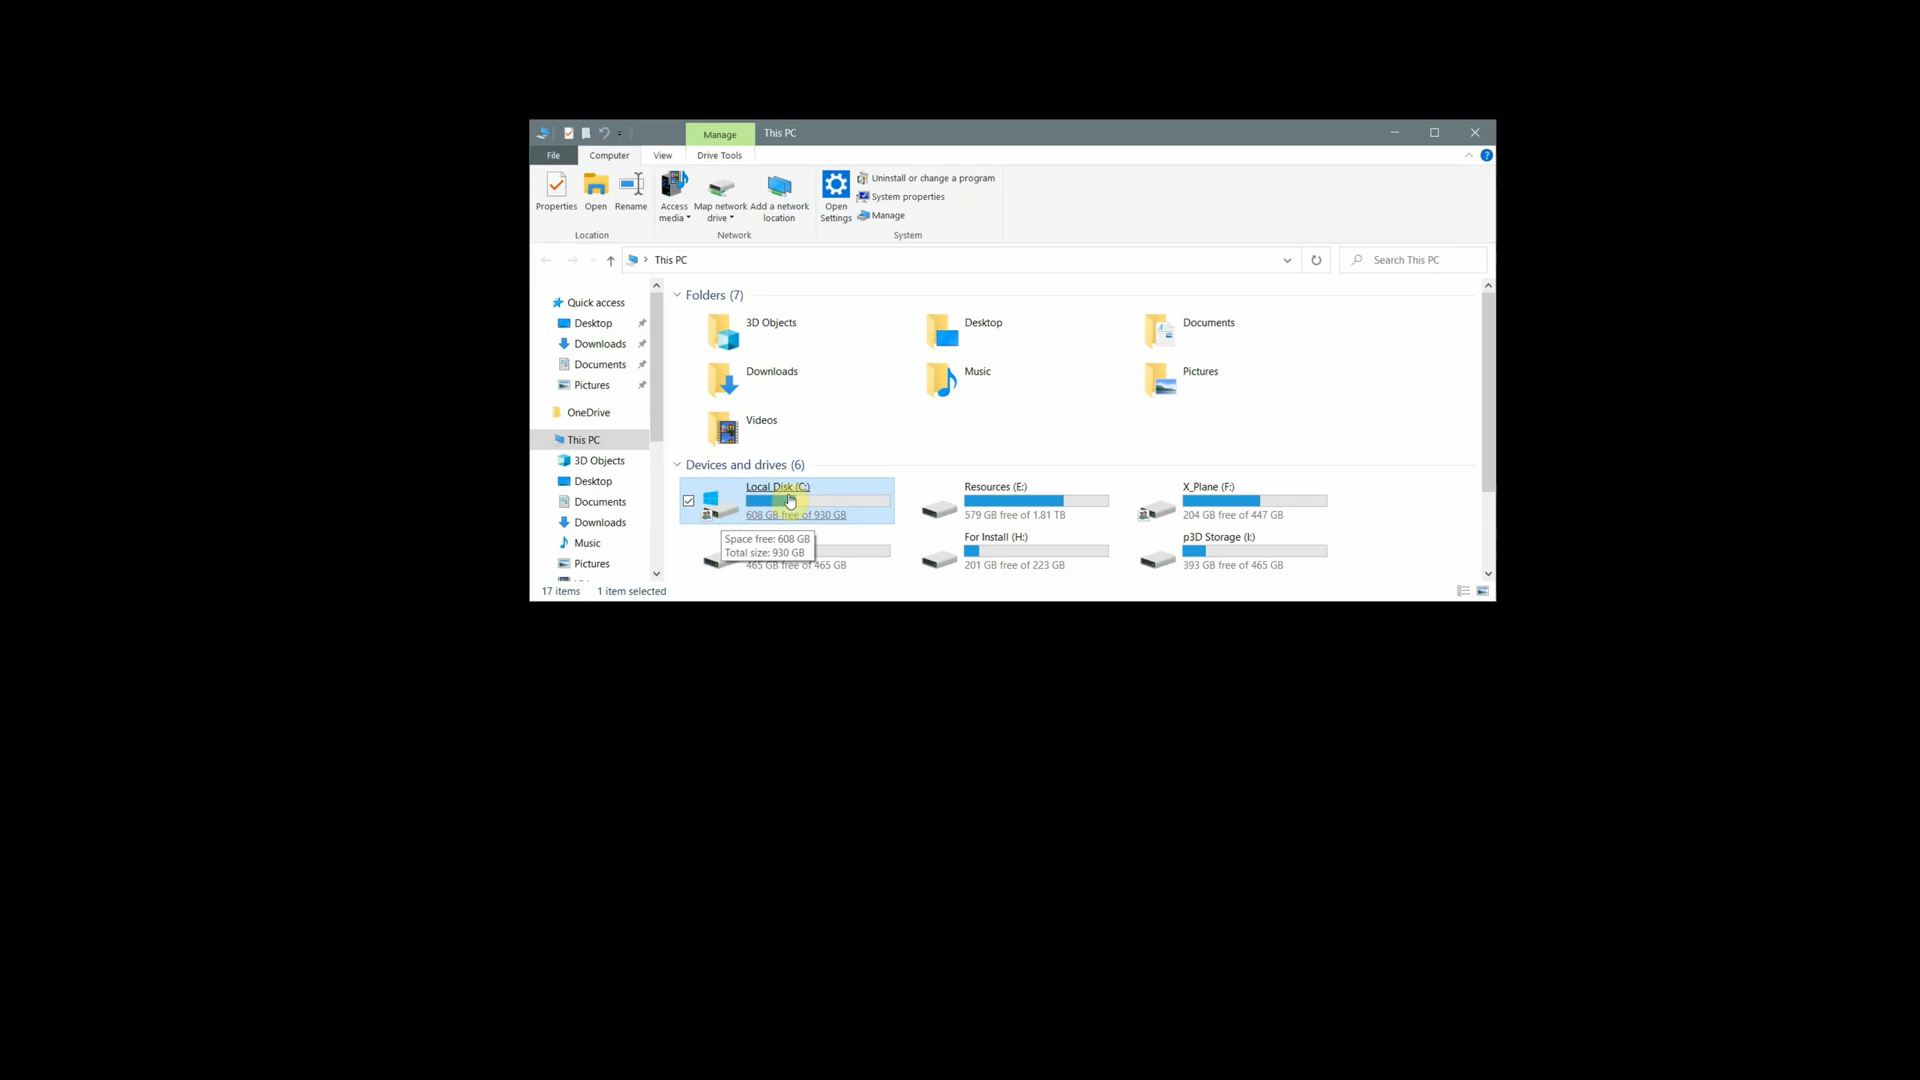 Manage
This PC
File
Computer
View
Drive Tools
Properties
Open
Rename
Access
media
Map network
drive
Add a network
location
Open
Settings
Uninstall or change a program
System properties
Manage
Location
Network
System
This PC
Search This PC
Quick access
Desktop
Downloads
Documents
Pictures
OneDrive
This PC
3D Objects
Desktop
Documents
Downloads
Music
Pictures
Folders (7)
3D Objects
Desktop
Documents
Downloads
Music
Pictures
Videos
Devices and drives (6)
Local Disk (C:)
608 GB free of 930 GB
Resources (E:)
579 GB free of 1.81 TB
X_Plane (F:)
204 GB free of 447 GB
Space free: 608 GB
Total size: 930 GB
465 GB free of 465 GB
For Install (H:)
201 GB free of 223 GB
p3D Storage (I:)
393 GB free of 465 GB
17 items
1 item selected